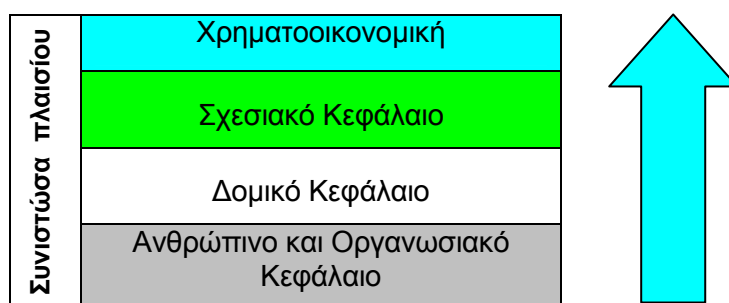 Συνιστώσα πλαισίου
Χρηματοοικονομική
Σχεσιακό Κεφάλαιο
Δομικό Κεφάλαιο
Ανθρώπινο και Οργανωσιακό
Κεφάλαιο